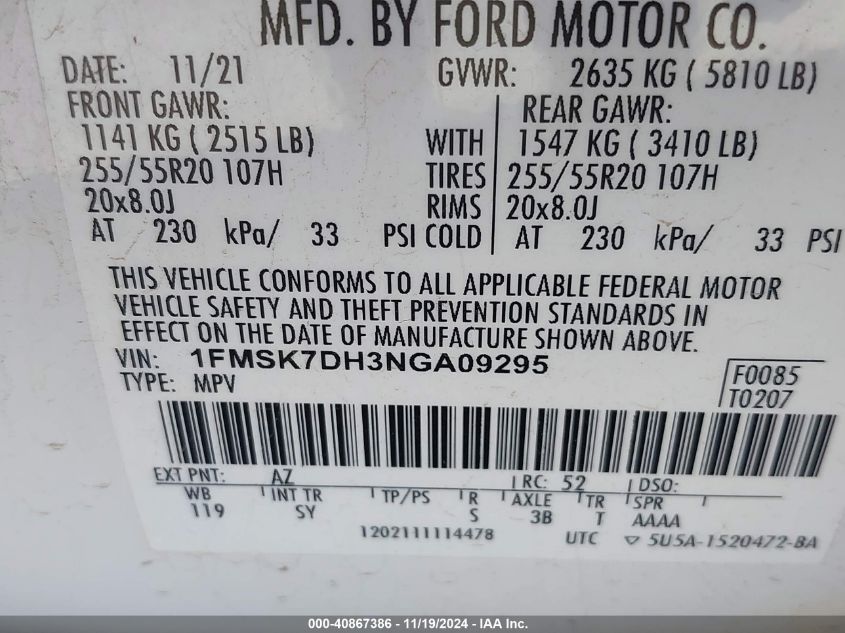 MFD. BY FORD MOTOR CO.
DATE: 11/21 GVWR: 2635 KG ( 5810 LB)
FRONT GAWR: REAR GAWR:
1141 KG ( 2515 LB) WITH 1547 KG ( 3410 LB)
255/55R20 107H TIRES 255/55R20 107H
20x8.0J RIMS 20x8.0J
AT 230 kPa/ 33 PSI COLD AT 230 kPa/ 33 PSI
THIS VEHICLE CONFORMS TO ALL APPLICABLE FEDERAL MOTOR
VEHICLE SAFETY AND THEFT PREVENTION STANDARDS IN
EFFECT ON THE DATE OF MANUFACTURE SHOWN ABOVE.
VIN: 1FMSK7DH3NGA09295
TYPE: MPV F0085
T0207
EXT PNT: AZ RC: 52 DSO:
WB INT TR TP/PS R AXLE TR SPR
119 SY S 3B T AAAA
1202111114478 UTC ▽ 5U5A-1520472-BA
000-40867386 - 11/19/2024 - IAA Inc.